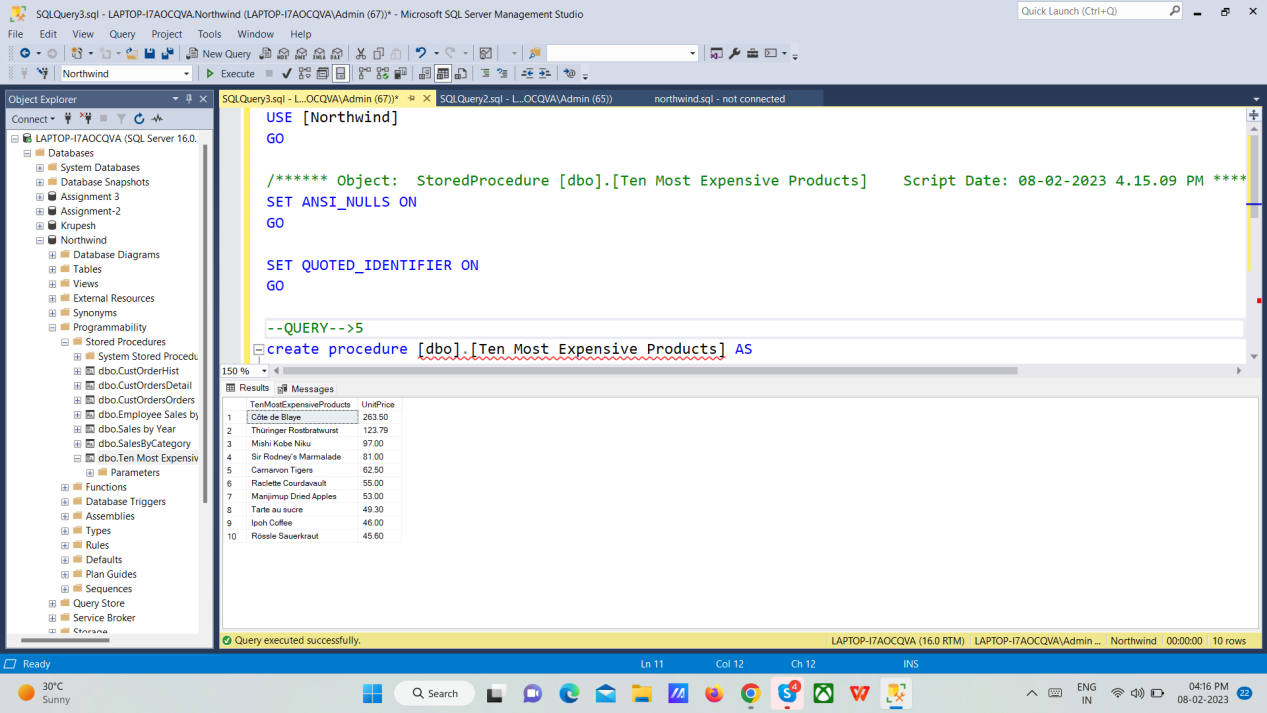 SQLQuery3.sql - LAPTOP-I7AOCQVA.Northwind (LAPTOP-I7AOCQVA\Admin (67))* - Microsoft SQL Server Management Studio
Quick Launch (Ctrl+Q)
File Edit View Query Project Tools Window Help
New Query
Northwind
Execute
Object Explorer
Connect
LAPTOP-I7AOCQVA (SQL Server 16.0.
Databases
System Databases
Database Snapshots
Assignment 3
Assignment-2
Krupesh
Northwind
Database Diagrams
Tables
Views
External Resources
Synonyms
Programmability
Stored Procedures
System Stored Procedu
dbo.CustOrderHist
dbo.CustOrdersDetail
dbo.CustOrdersOrders
dbo.Employee Sales by
dbo.Sales by Year
dbo.SalesByCategory
dbo.Ten Most Expensiv
Parameters
Functions
Database Triggers
Assemblies
Types
Rules
Defaults
Plan Guides
Sequences
Query Store
Service Broker
Storage
SQLQuery3.sql - L...OCQVA\Admin (67))* SQLQuery2.sql - L...OCQVA\Admin (65)) northwind.sql - not connected
USE [Northwind]
GO
/****** Object:  StoredProcedure [dbo].[Ten Most Expensive Products]    Script Date: 08-02-2023 4.15.09 PM ****
SET ANSI_NULLS ON
GO
SET QUOTED_IDENTIFIER ON
GO
--QUERY-->5
create procedure [dbo].[Ten Most Expensive Products] AS
150 %
Results Messages
TenMostExpensiveProducts UnitPrice
1 Côte de Blaye 263.50
2 Thüringer Rostbratwurst 123.79
3 Mishi Kobe Niku 97.00
4 Sir Rodney's Marmalade 81.00
5 Carnarvon Tigers 62.50
6 Raclette Courdavault 55.00
7 Manjimup Dried Apples 53.00
8 Tarte au sucre 49.30
9 Ipoh Coffee 46.00
10 Rössle Sauerkraut 45.60
Query executed successfully.
LAPTOP-I7AOCQVA (16.0 RTM) LAPTOP-I7AOCQVA\Admin ... Northwind 00:00:00 10 rows
Ready Ln 11 Col 12 Ch 12 INS
30°C
Sunny
Search
4
ENG
IN
04:16 PM
08-02-2023
22